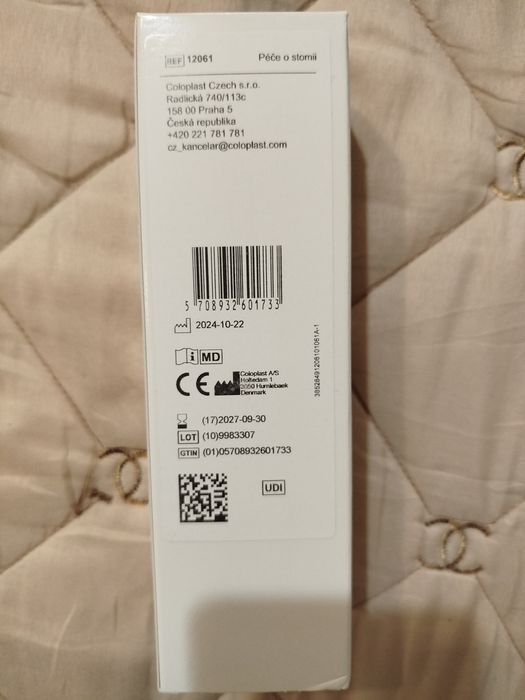 REF 12061 Péče o stomii
Coloplast Czech s.r.o.
Radlická 740/113c
158 00 Praha 5
Česká republika
+420 221 781 781
cz_kancelar@coloplast.com
5 708932 601733
2024-10-22
i MD
CE
Coloplast A/S
Holtedam 1
3050 Humlebaek
Denmark
(17)2027-09-30
LOT (10)9983307
GTIN (01)05708932601733
UDI